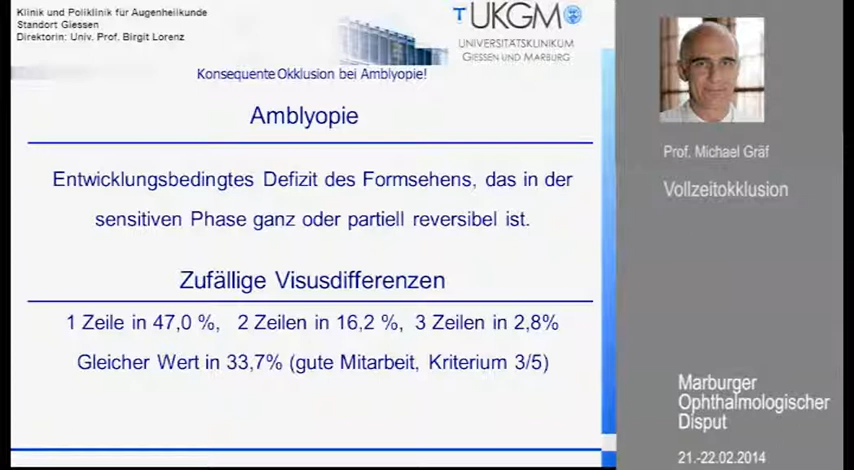 Klinik und Poliklinik für Augenheilkunde
Standort Giessen
Direktorin: Univ. Prof. Birgit Lorenz
UKGM
UNIVERSITÄTSKLINIKUM
GIESSEN UND MARBURG
Konsequente Okklusion bei Amblyopie!
Amblyopie
Entwicklungsbedingtes Defizit des Formsehens, das in der
sensitiven Phase ganz oder partiell reversibel ist.
Zufällige Visusdifferenzen
1 Zeile in 47,0 %, 2 Zeilen in 16,2 %, 3 Zeilen in 2,8%
Gleicher Wert in 33,7% (gute Mitarbeit, Kriterium 3/5)
Prof. Michael Gräf
Vollzeitokklusion
Marburger
Ophthalmologischer
Disput
21.-22.02.2014